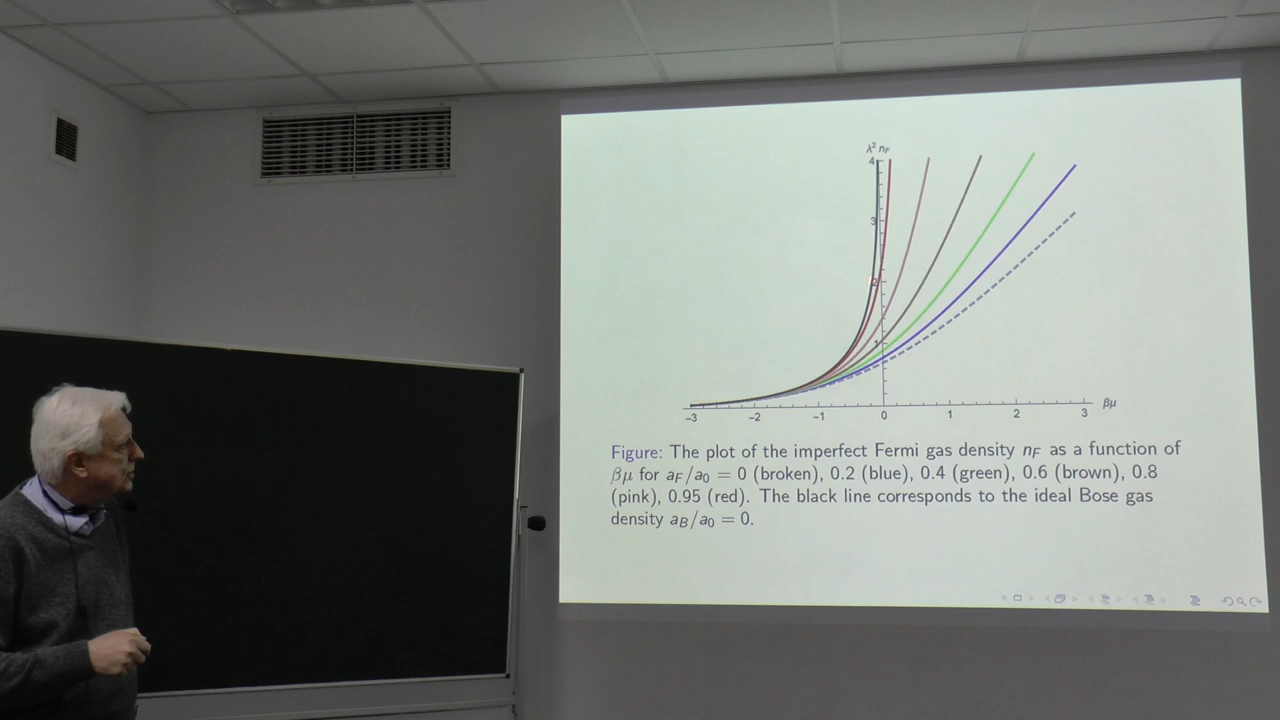 λ² n_F
4
3
2
1
−3 −2 −1 0 1 2 3 βμ
Figure: The plot of the imperfect Fermi gas density n_F as a function of
βμ for a_F/a_0 = 0 (broken), 0.2 (blue), 0.4 (green), 0.6 (brown), 0.8
(pink), 0.95 (red). The black line corresponds to the ideal Bose gas
density a_B/a_0 = 0.